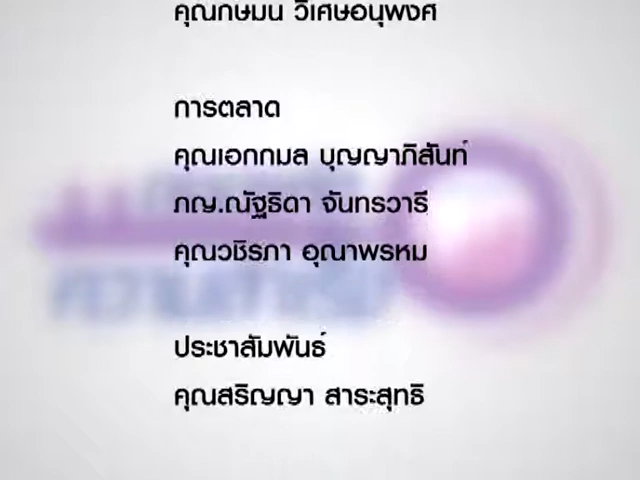 คุณกษมน วิเศษอนุพงศ์
การตลาด
คุณเอกกมล บุญญาภิสันท์
ภญ.ณัฐธิดา จันทรวารี
คุณวชิรภา อุณาพรหม
ประชาสัมพันธ์
คุณสริญญา สาระสุทธิ